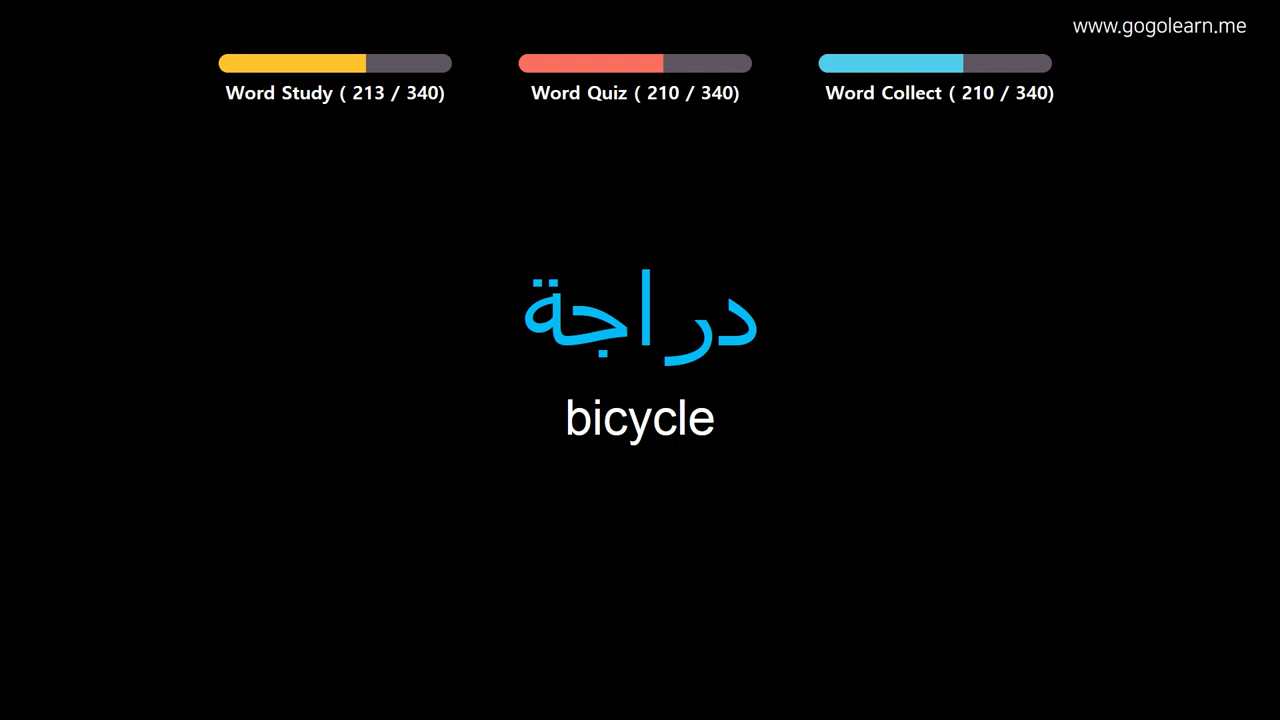 www.gogolearn.me
Word Study ( 213 / 340)
Word Quiz ( 210 / 340)
Word Collect ( 210 / 340)
دراجة
bicycle